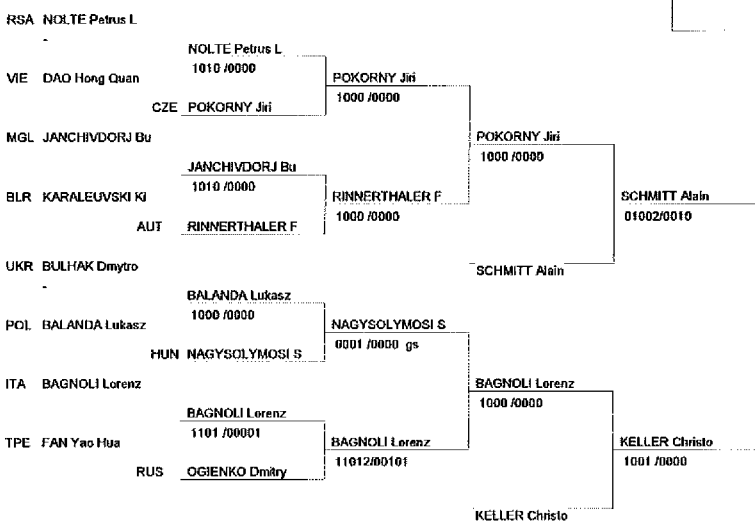 RSA NOLTE Petrus L
-
NOLTE Petrus L
1010 /0000
VIE DAO Hong Quan
POKORNY Jiri
1000 /0000
CZE POKORNY Jiri
MGL JANCHIVDORJ Bu
POKORNY Jiri
1000 /0000
JANCHIVDORJ Bu
1010 /0000
BLR KARALEUVSKI Ki
RINNERTHALER F
1000 /0000
SCHMITT Alain
01002/0010
AUT RINNERTHALER F
UKR BULHAK Dmytro
-
SCHMITT Alain
BALANDA Lukasz
1000 /0000
POL BALANDA Lukasz
NAGYSOLYMOSI S
0001 /0000 gs
HUN NAGYSOLYMOSI S
ITA BAGNOLI Lorenz
BAGNOLI Lorenz
1000 /0000
BAGNOLI Lorenz
1101 /00001
TPE FAN Yao Hua
BAGNOLI Lorenz
11012/00101
KELLER Christo
1001 /0000
RUS OGIENKO Dmitry
KELLER Christo